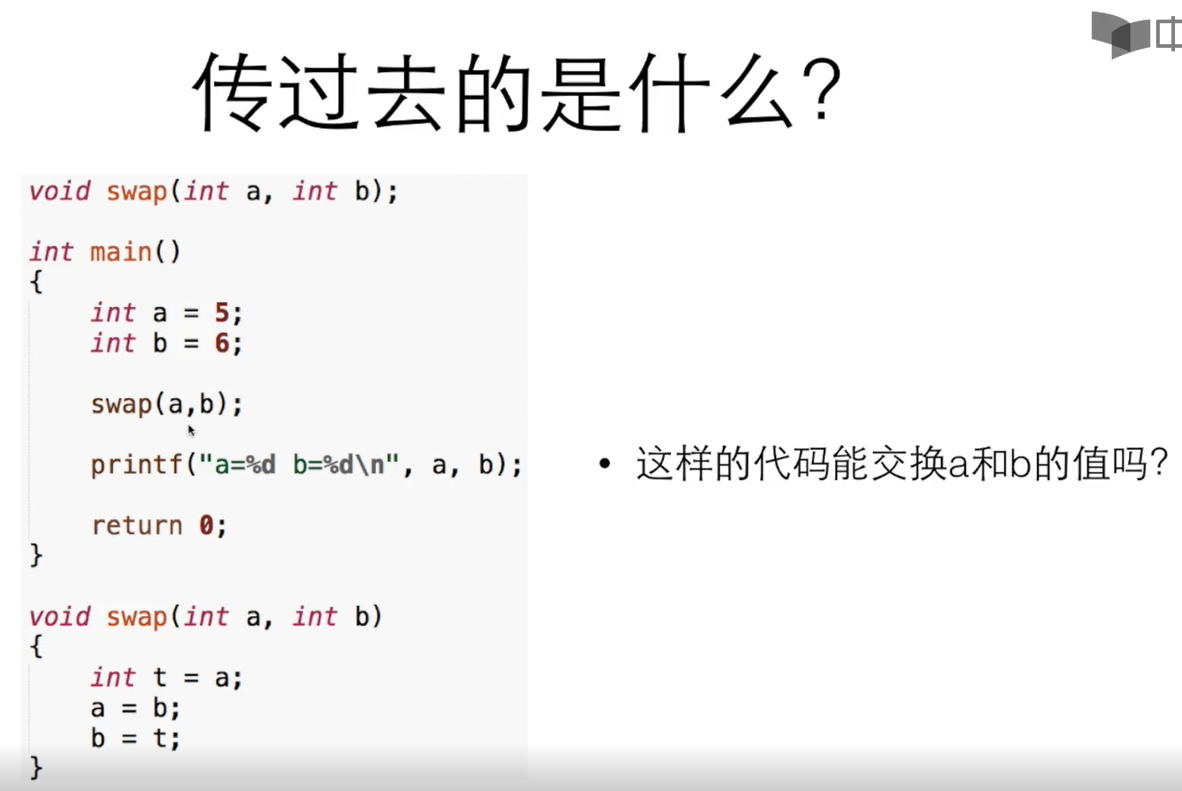 传过去的是什么?
void swap(int a, int b);
int main()
{
int a = 5;
int b = 6;
swap(a,b);
printf("a=%d b=%d\n", a, b);
return 0;
}
void swap(int a, int b)
{
int t = a;
a = b;
b = t;
}
• 这样的代码能交换a和b的值吗?